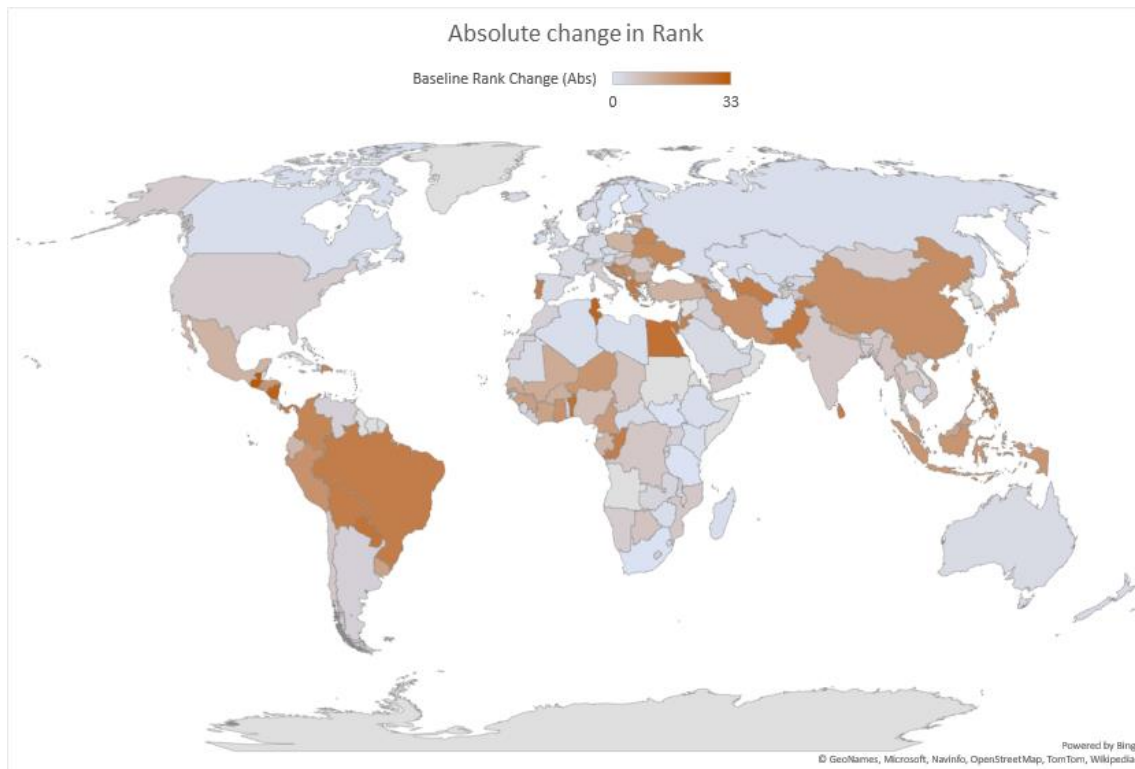 Absolute change in Rank
Baseline Rank Change (Abs)
0 33
Powered by Bing
© GeoNames, Microsoft, Navinfo, OpenStreetMap, TomTom, Wikipedia